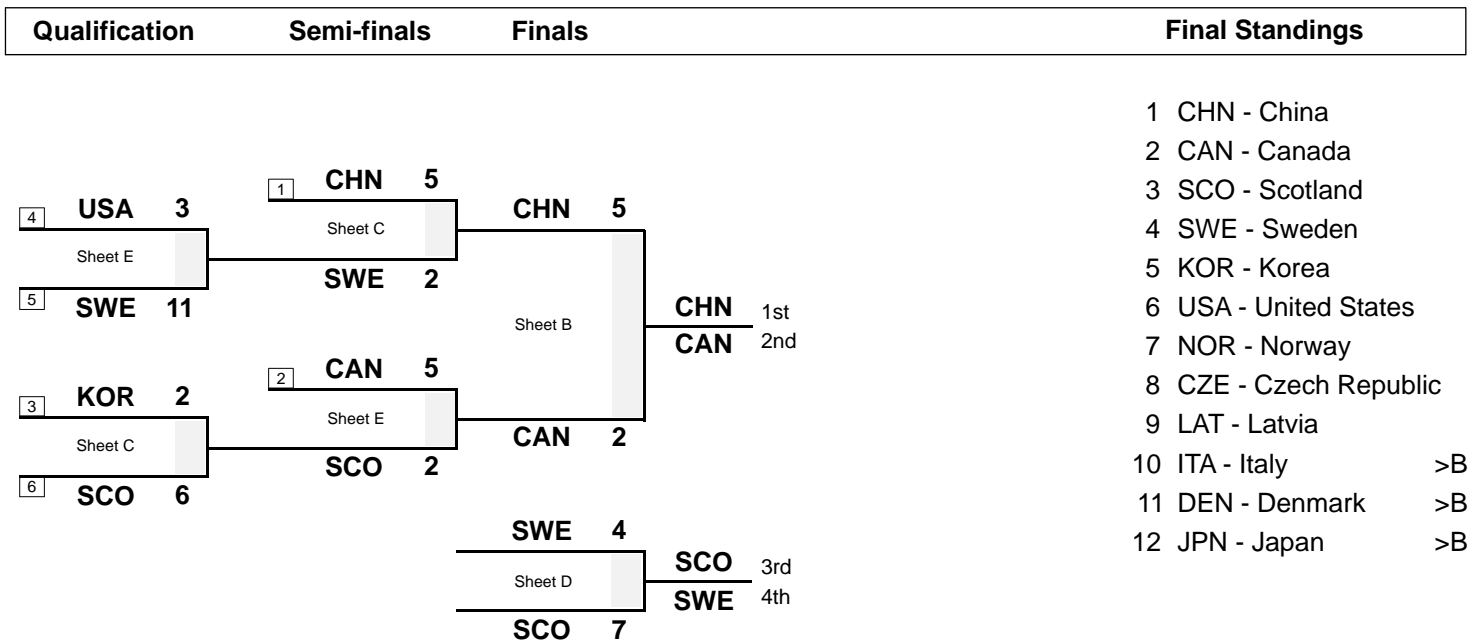 Qualification Semi-finals Finals Final Standings
1 CHN - China
2 CAN - Canada
1 CHN 5
3 SCO - Scotland
4 USA 3
CHN 5
4 SWE - Sweden
Sheet C
Sheet E
5 KOR - Korea
SWE 2
5 SWE 11
6 USA - United States
CHN 1st
Sheet B
CAN 2nd
7 NOR - Norway
2 CAN 5
3 KOR 2
8 CZE - Czech Republic
Sheet E
9 LAT - Latvia
Sheet C
CAN 2
SCO 2
10 ITA - Italy >B
6 SCO 6
11 DEN - Denmark >B
SWE 4
12 JPN - Japan >B
SCO 3rd
Sheet D
SWE 4th
SCO 7